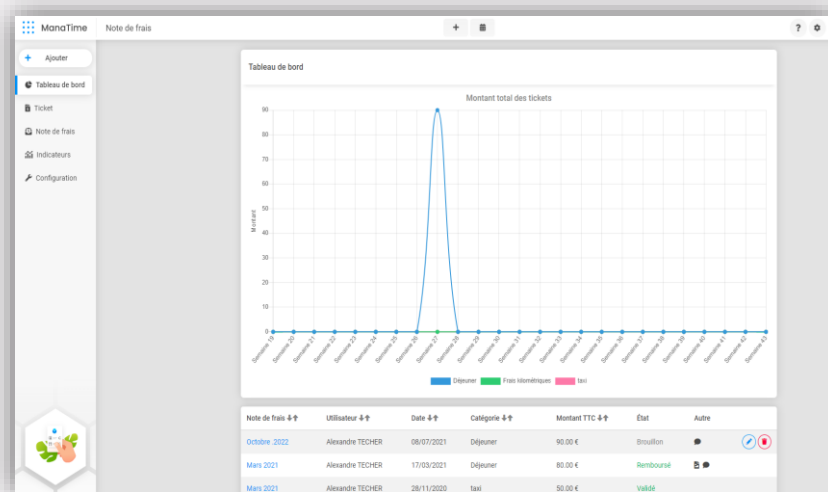 ManaTime Note de frais + ?
+ Ajouter
Tableau de bord
Ticket
Note de frais
Indicateurs
Configuration
Tableau de bord
Montant total des tickets
Montant
90
80
70
60
50
40
30
20
10
0
Semaine 19 Semaine 20 Semaine 21 Semaine 22 Semaine 23 Semaine 24 Semaine 25 Semaine 26 Semaine 27 Semaine 28 Semaine 29 Semaine 30 Semaine 31 Semaine 32 Semaine 33 Semaine 34 Semaine 35 Semaine 36 Semaine 37 Semaine 38 Semaine 39 Semaine 40 Semaine 41 Semaine 42 Semaine 43
Déjeuner Frais kilométriques taxi
Note de frais Utilisateur Date Catégorie Montant TTC État Autre
Octobre .2022 Alexandre TECHER 08/07/2021 Déjeuner 90.00 € Brouillon
Mars 2021 Alexandre TECHER 17/03/2021 Déjeuner 80.00 € Remboursé
Mars 2021 Alexandre TECHER 28/11/2020 taxi 50.00 € Validé